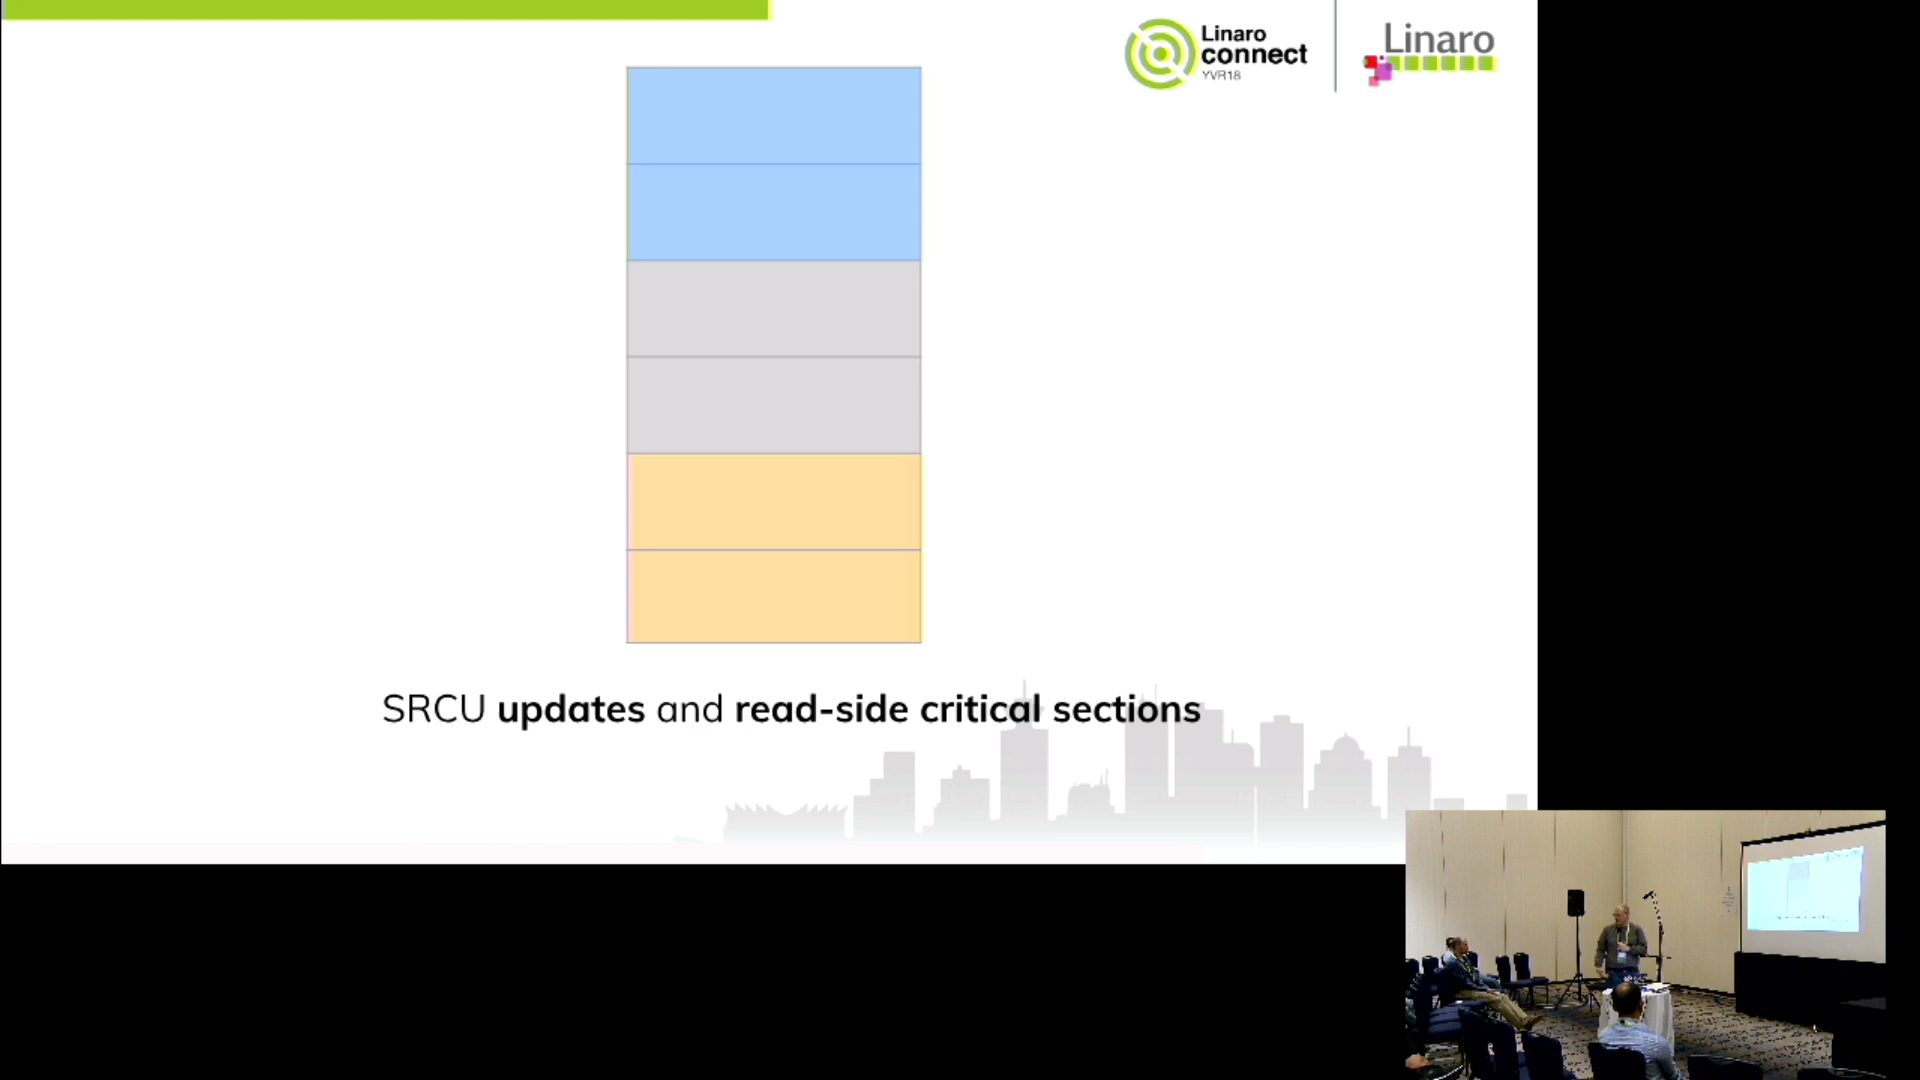 Linaro
connect
YVR18
Linaro
SRCU updates and read-side critical sections